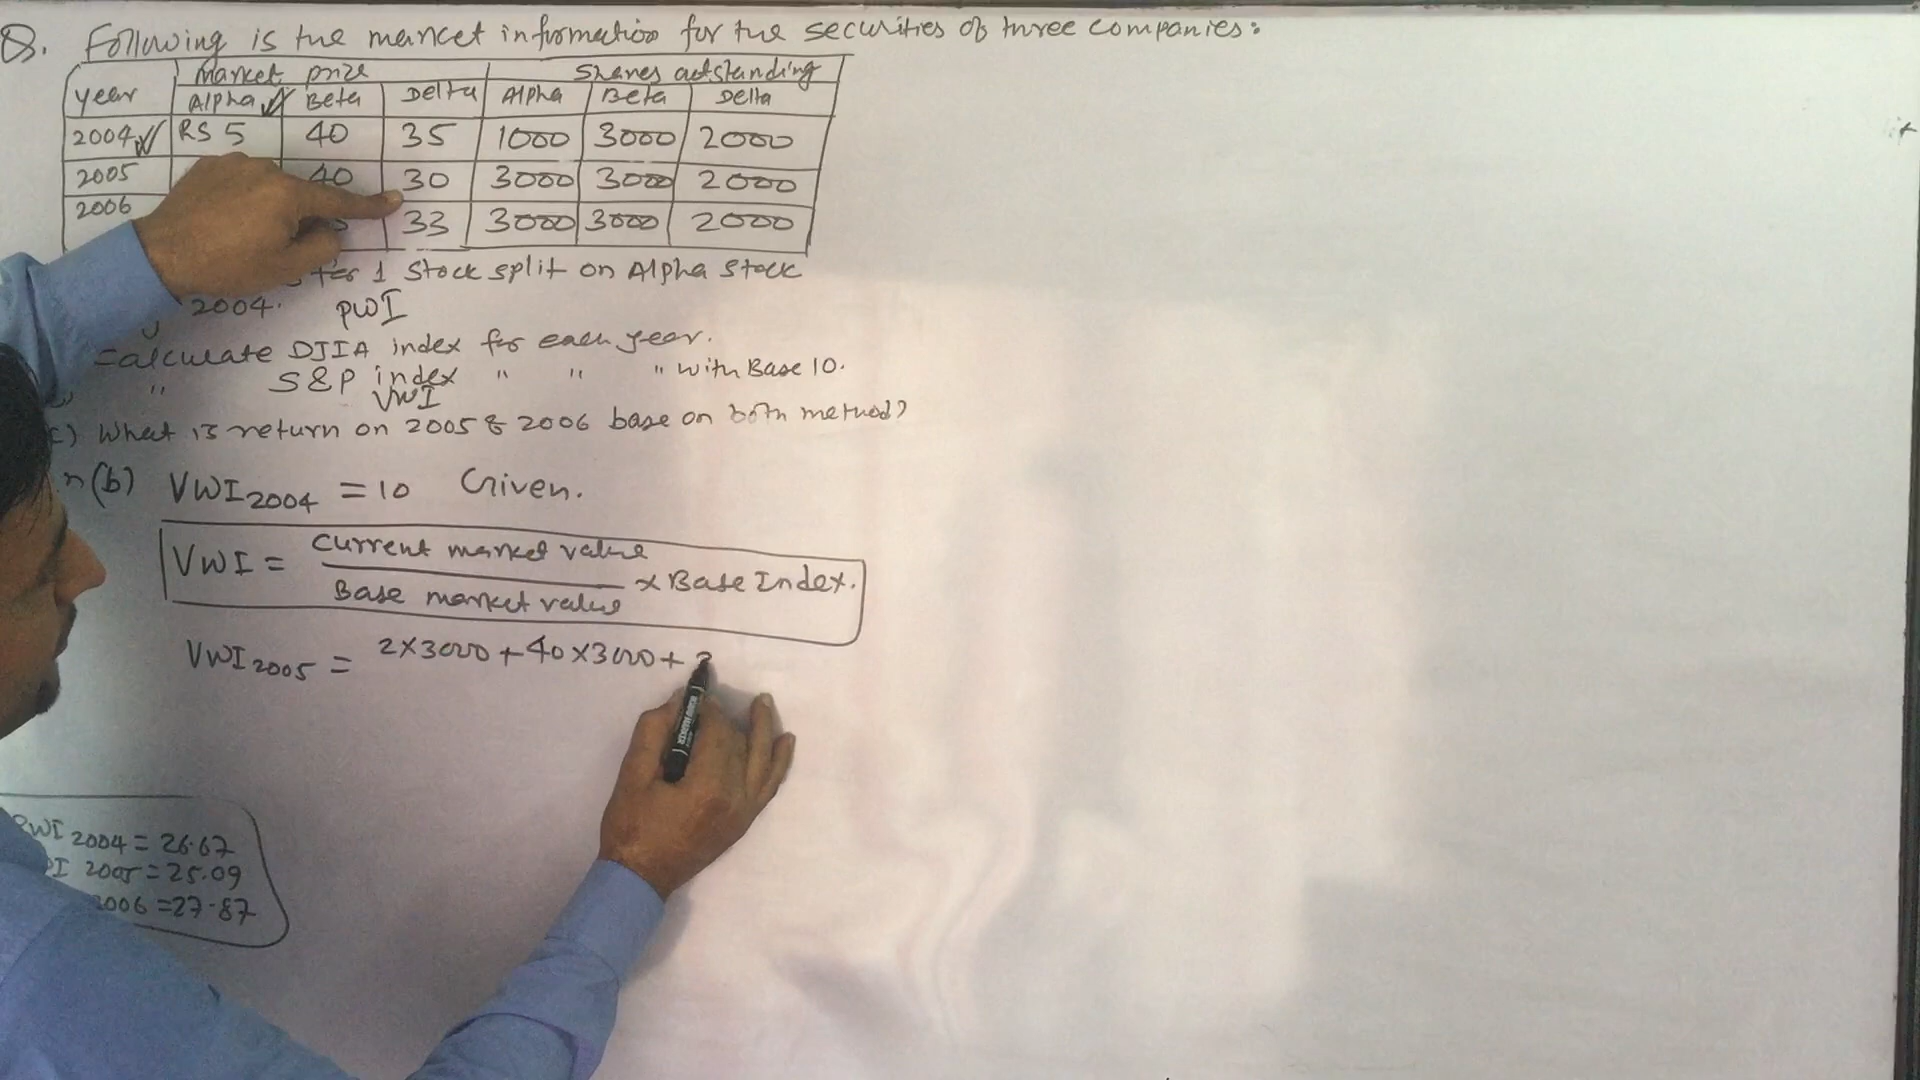 Q. Following is the market information for the securities of three companies:
year Market prize Shares outstanding
Alpha Beta Delta Alpha Beta Delta
2004 RS 5 40 35 1000 3000 2000
2005 40 30 3000 3000 2000
2006 33 3000 3000 2000
for 1 Stock split on Alpha Stock
2004. PWI
calculate DJIA index for each year.
" S&P index " " " with Base 10.
VWI
c) What is return on 2005 & 2006 base on both method?
n(b) VWI2004 = 10 Given.
VWI = Current market value / Base market value × Base Index.
VWI2005 = 2×3000 + 40×3000 +
PWI 2004 = 26.67
I 2005 = 25.09
2006 = 27.87